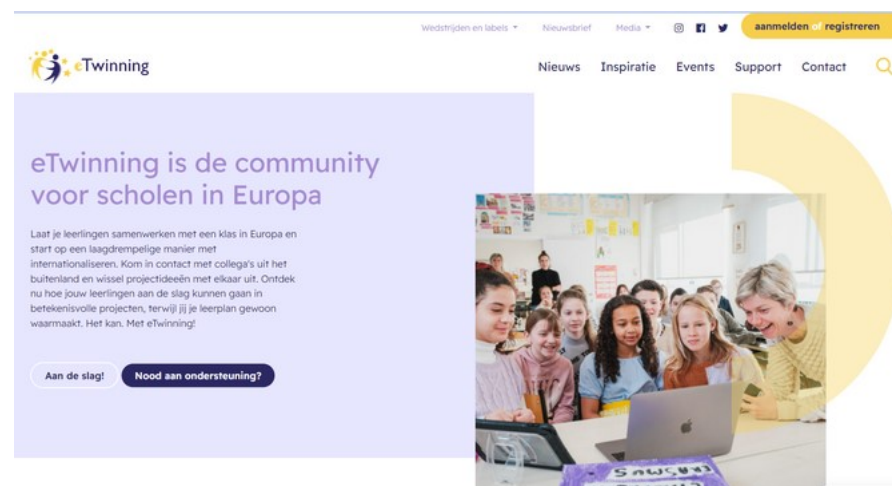 Wedstrijden en labels
Nieuwsbrief
Media
aanmelden of registreren
eTwinning
Nieuws
Inspiratie
Events
Support
Contact
eTwinning is de community
voor scholen in Europa
Laat je leerlingen samenwerken met een klas in Europa en
start op een laagdrempelige manier met
internationaliseren. Kom in contact met collega's uit het
buitenland en wissel projectideeën met elkaar uit. Ontdek
nu hoe jouw leerlingen aan de slag kunnen gaan in
betekenisvolle projecten, terwijl jij je leerplan gewoon
waarmaakt. Het kan. Met eTwinning!
Aan de slag!
Nood aan ondersteuning?
ERASMUS